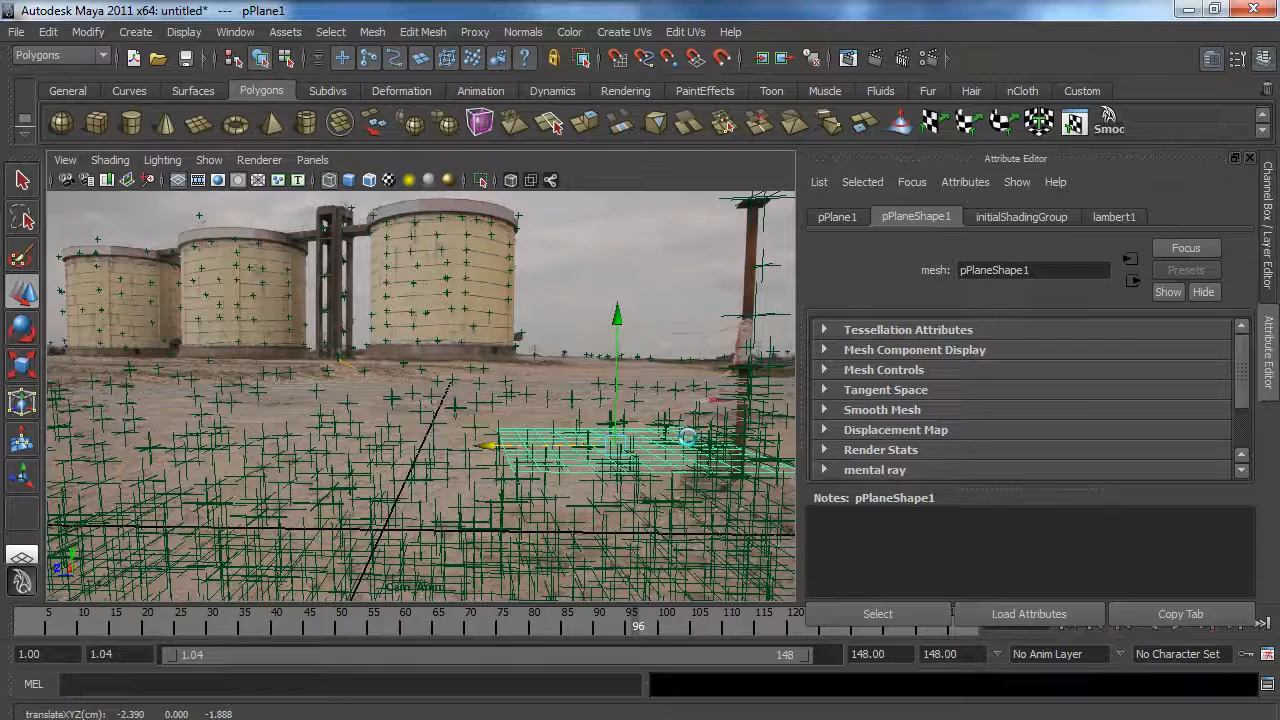 Autodesk Maya 2011 x64: untitled* --- pPlane1
File Edit Modify Create Display Window Assets Select Mesh Edit Mesh Proxy Normals Color Create UVs Edit UVs Help
Polygons
General Curves Surfaces Polygons Subdivs Deformation Animation Dynamics Rendering PaintEffects Toon Muscle Fluids Fur Hair nCloth Custom
Smoo
View Shading Lighting Show Renderer Panels
Attribute Editor
List Selected Focus Attributes Show Help
pPlane1 pPlaneShape1 initialShadingGroup lambert1
mesh: pPlaneShape1
Focus
Presets
Show Hide
Tessellation Attributes
Mesh Component Display
Mesh Controls
Tangent Space
Smooth Mesh
Displacement Map
Render Stats
mental ray
Notes: pPlaneShape1
Select Load Attributes Copy Tab
Channel Box / Layer Editor
Attribute Editor
5 10 15 20 25 30 35 40 45 50 55 60 65 70 75 80 85 90 95 100 105 110 115 120
96
1.00 1.04 1.04 148 148.00 148.00 No Anim Layer No Character Set
MEL
translateXYZ(cm): -2.390 0.000 -1.888